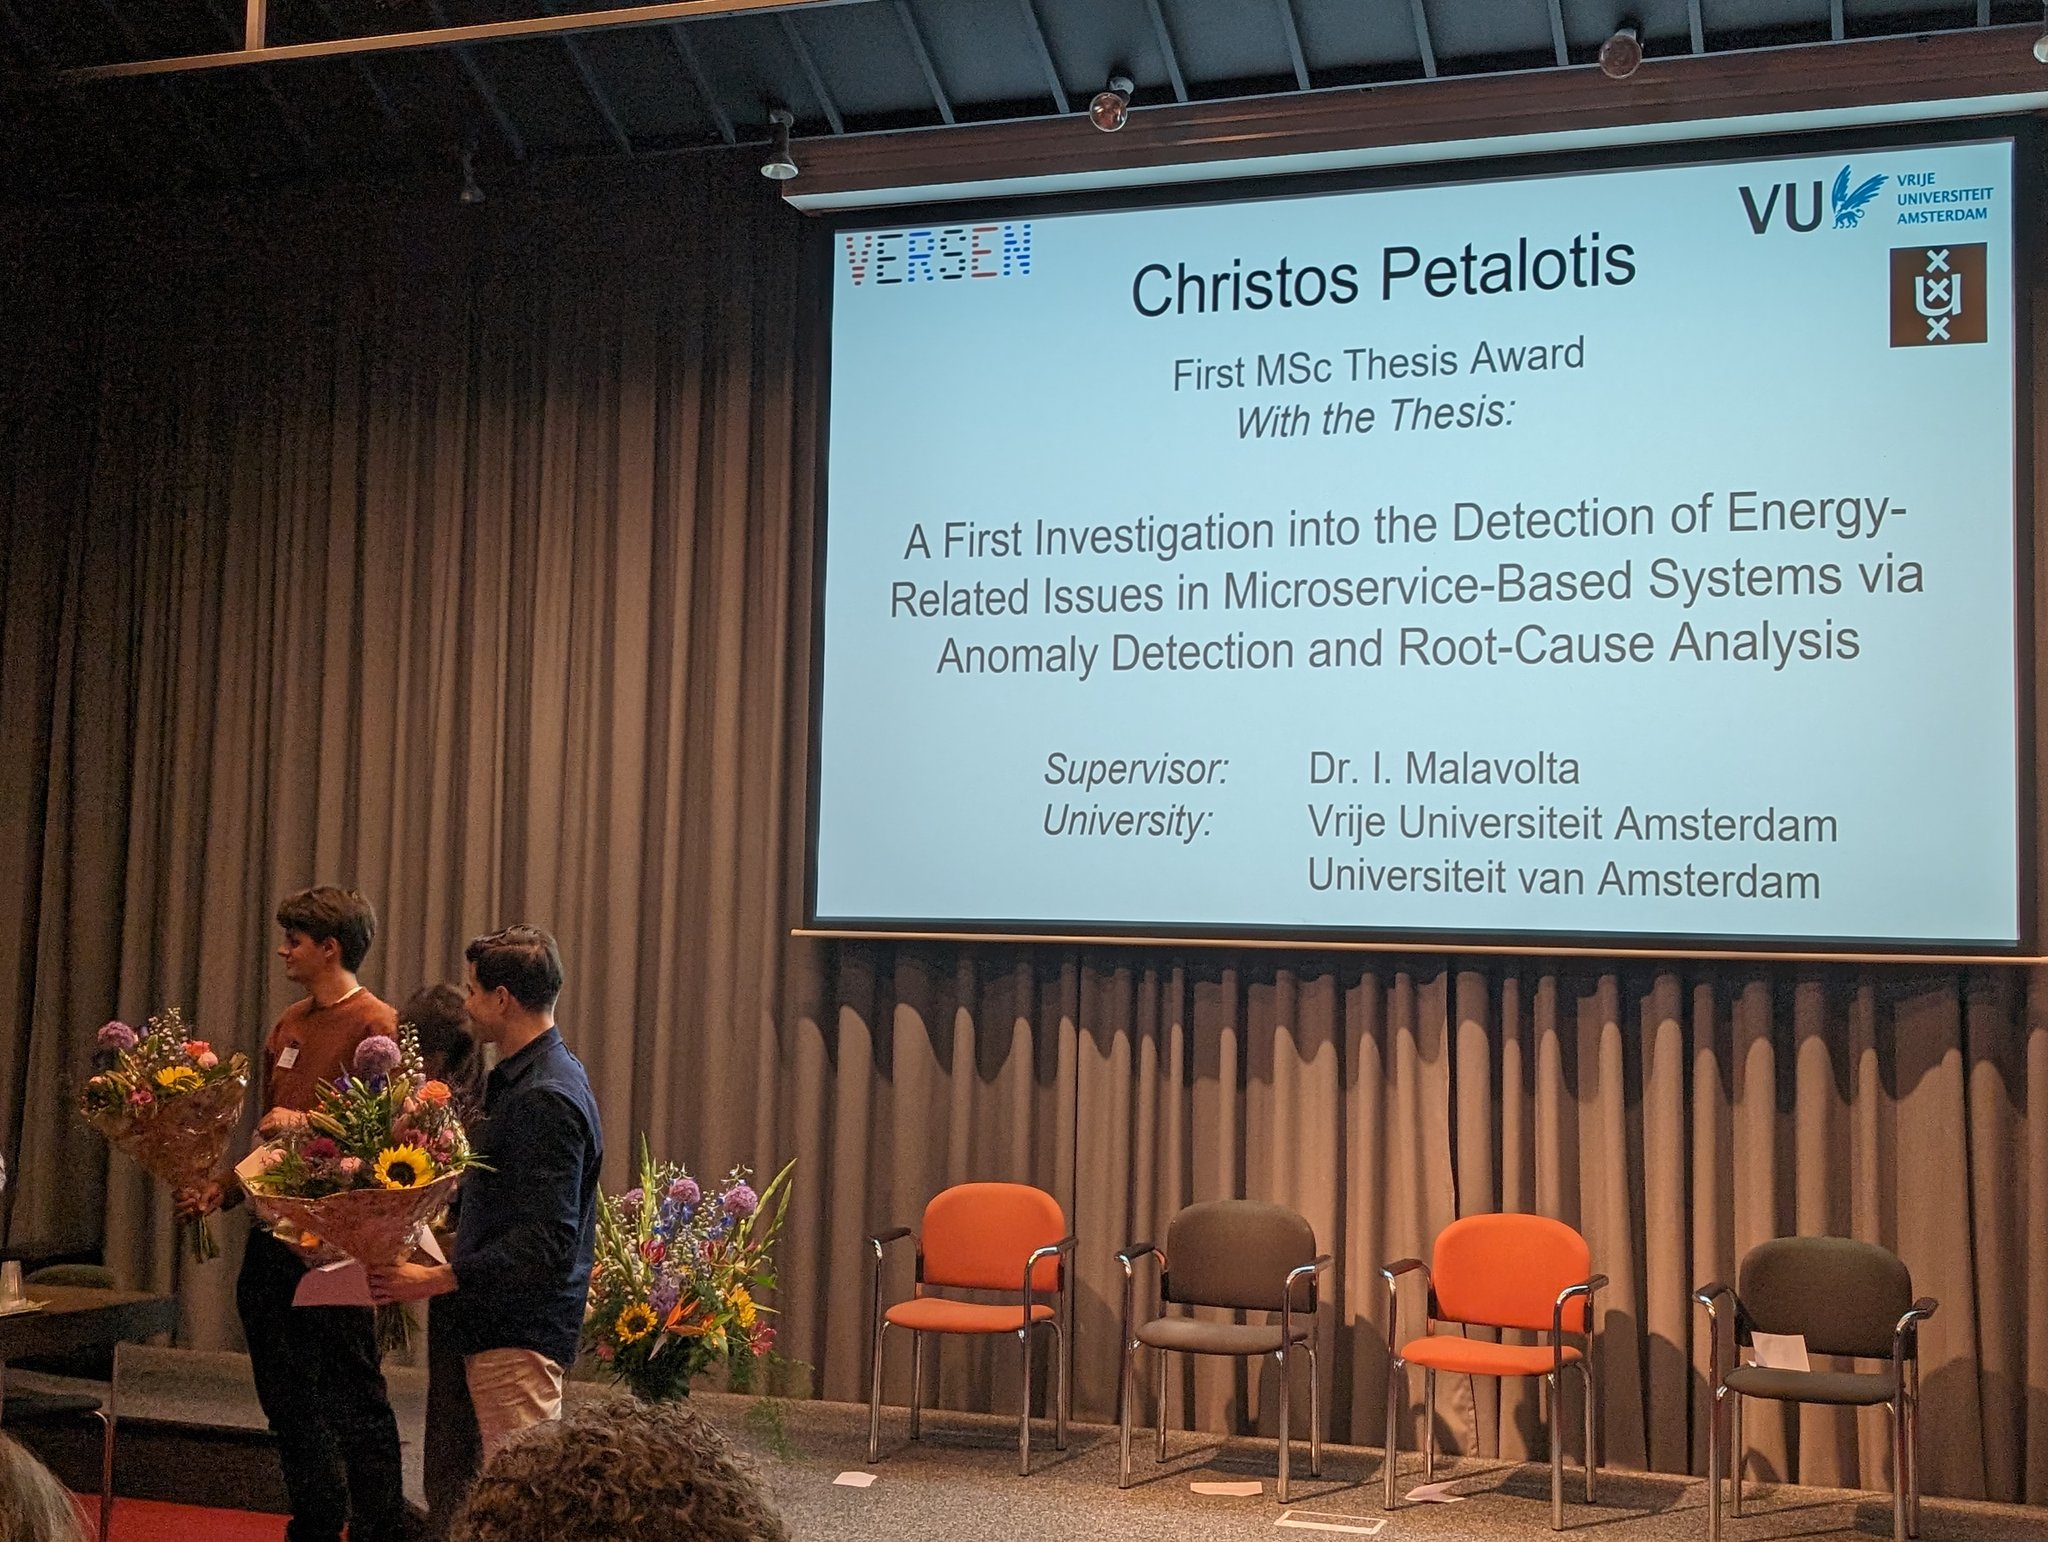 VERSEN
VU
VRIJE
UNIVERSITEIT
AMSTERDAM
Christos Petalotis
First MSc Thesis Award
With the Thesis:
A First Investigation into the Detection of Energy-
Related Issues in Microservice-Based Systems via
Anomaly Detection and Root-Cause Analysis
Supervisor: Dr. I. Malavolta
University: Vrije Universiteit Amsterdam
Universiteit van Amsterdam